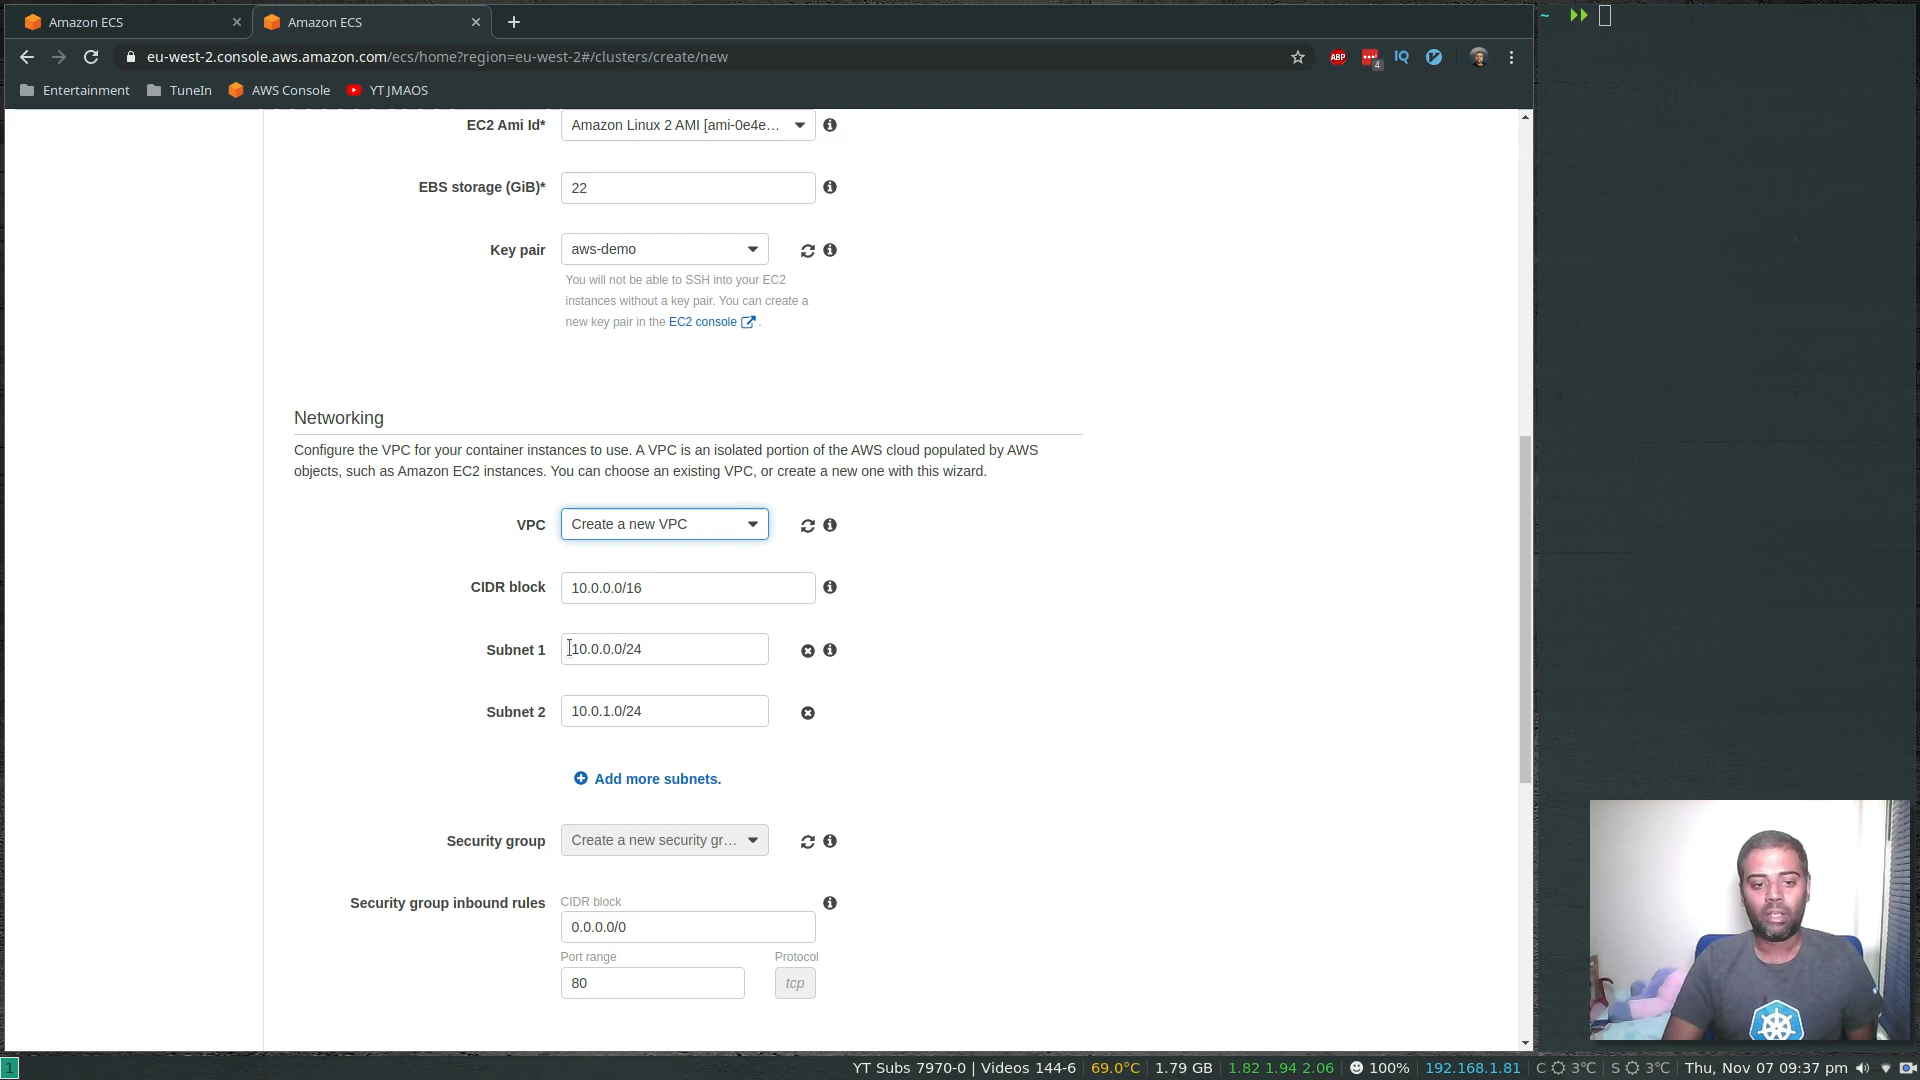 Amazon ECS
Amazon ECS
~
eu-west-2.console.aws.amazon.com/ecs/home?region=eu-west-2#/clusters/create/new
ABP
4
IQ
Entertainment
TuneIn
AWS Console
YT JMAOS
EC2 Ami Id*
Amazon Linux 2 AMI [ami-0e4e...
EBS storage (GiB)*
22
Key pair
aws-demo
You will not be able to SSH into your EC2
instances without a key pair. You can create a
new key pair in the EC2 console .
Networking
Configure the VPC for your container instances to use. A VPC is an isolated portion of the AWS cloud populated by AWS
objects, such as Amazon EC2 instances. You can choose an existing VPC, or create a new one with this wizard.
VPC
Create a new VPC
CIDR block
10.0.0.0/16
Subnet 1
10.0.0.0/24
Subnet 2
10.0.1.0/24
Add more subnets.
Security group
Create a new security gr...
Security group inbound rules
CIDR block
0.0.0.0/0
Port range
Protocol
80
tcp
1
YT Subs 7970-0 | Videos 144-6
69.0°C
1.79 GB
1.82 1.94 2.06
100%
192.168.1.81
C 3°C
S 3°C
Thu, Nov 07 09:37 pm